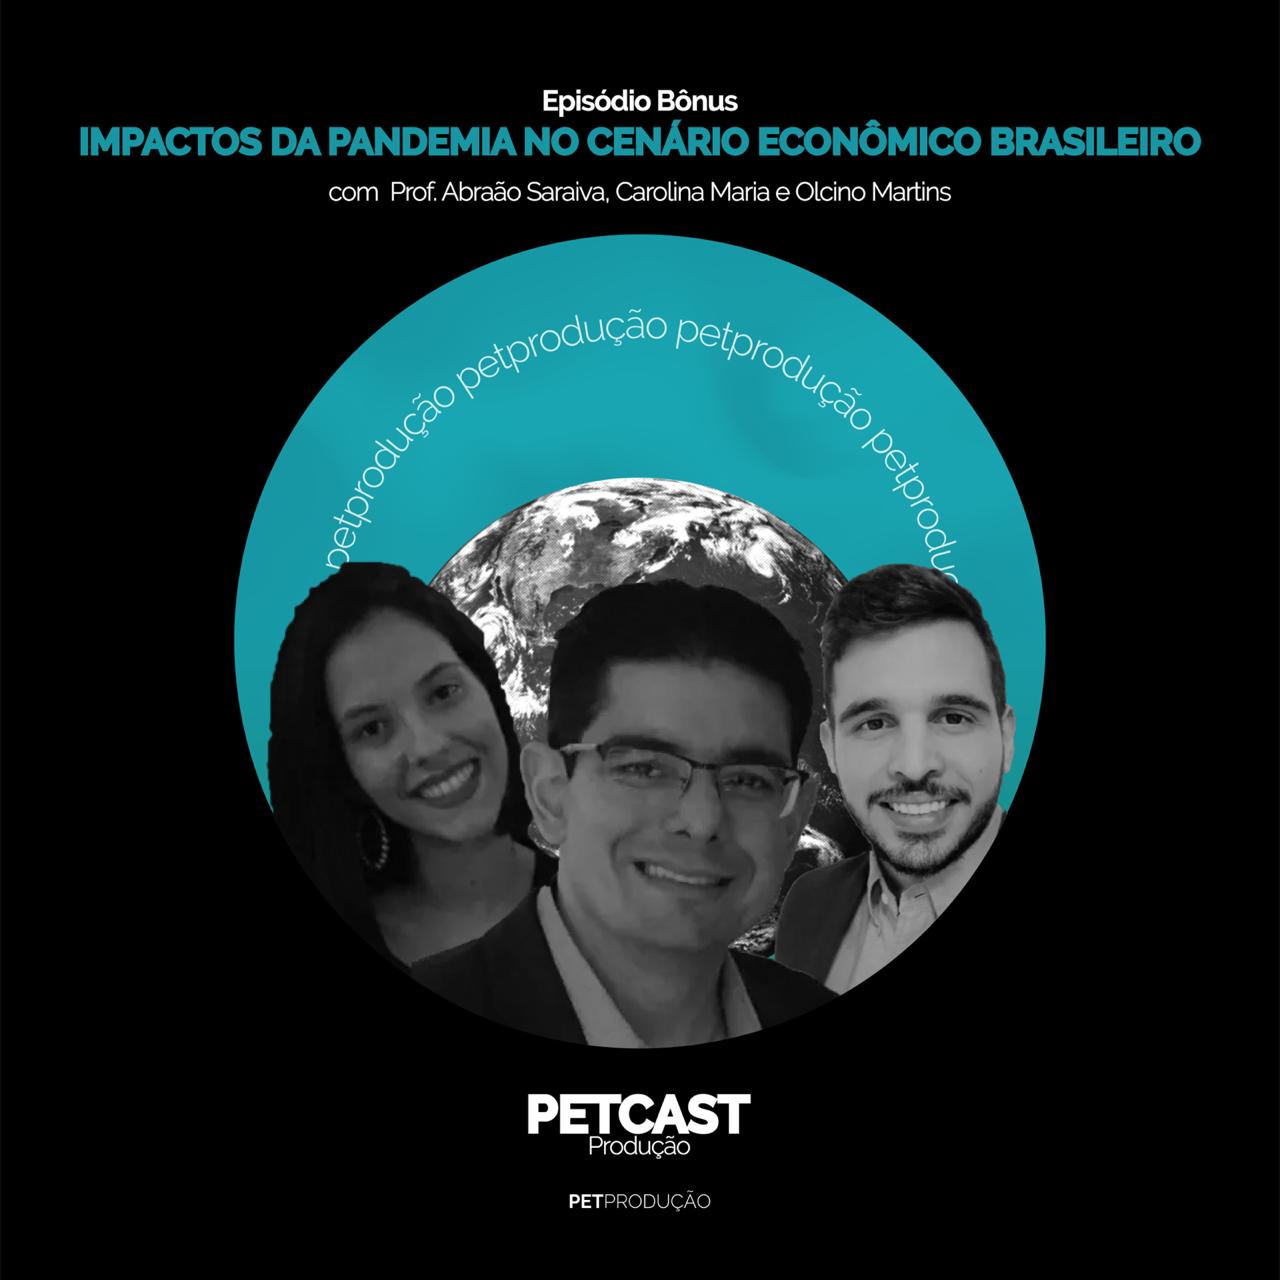 Episódio Bônus
IMPACTOS DA PANDEMIA NO CENÁRIO ECONÔMICO BRASILEIRO
com Prof. Abraão Saraiva, Carolina Maria e Olcino Martins
petprodução petprodução petprodução petproduç
PETCAST
Produção
PETPRODUÇÃO